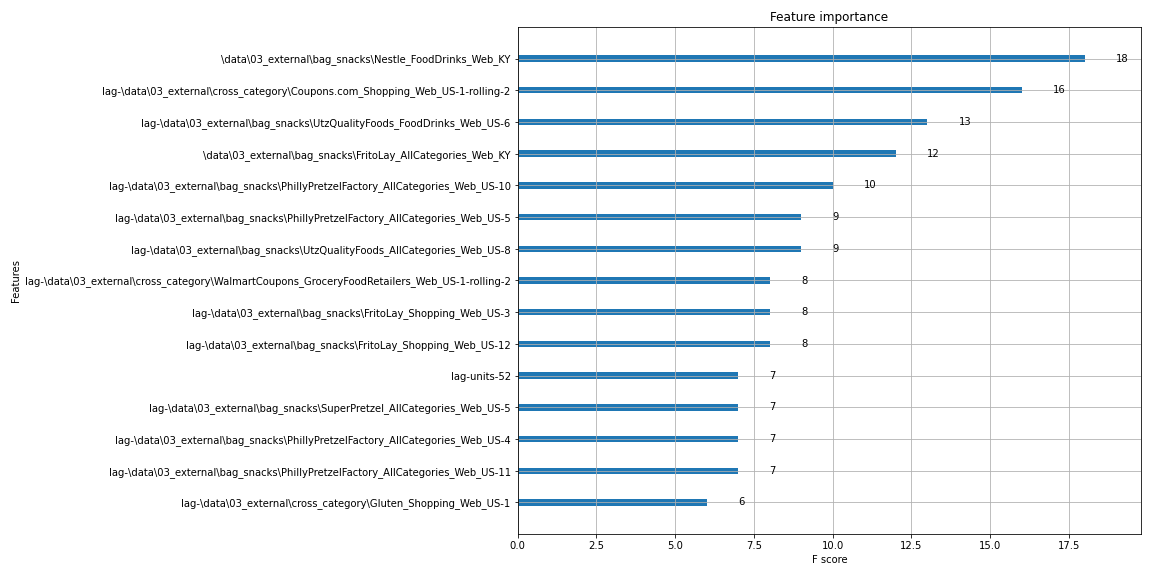 Feature importance
\data\03_external\bag_snacks\Nestle_FoodDrinks_Web_KY 18
lag-\data\03_external\cross_category\Coupons.com_Shopping_Web_US-1-rolling-2 16
lag-\data\03_external\bag_snacks\UtzQualityFoods_FoodDrinks_Web_US-6 13
\data\03_external\bag_snacks\FritoLay_AllCategories_Web_KY 12
lag-\data\03_external\bag_snacks\PhillyPretzelFactory_AllCategories_Web_US-10 10
lag-\data\03_external\bag_snacks\PhillyPretzelFactory_AllCategories_Web_US-5 9
lag-\data\03_external\bag_snacks\UtzQualityFoods_AllCategories_Web_US-8 9
lag-\data\03_external\cross_category\WalmartCoupons_GroceryFoodRetailers_Web_US-1-rolling-2 8
lag-\data\03_external\bag_snacks\FritoLay_Shopping_Web_US-3 8
lag-\data\03_external\bag_snacks\FritoLay_Shopping_Web_US-12 8
lag-units-52 7
lag-\data\03_external\bag_snacks\SuperPretzel_AllCategories_Web_US-5 7
lag-\data\03_external\bag_snacks\PhillyPretzelFactory_AllCategories_Web_US-4 7
lag-\data\03_external\bag_snacks\PhillyPretzelFactory_AllCategories_Web_US-11 7
lag-\data\03_external\cross_category\Gluten_Shopping_Web_US-1 6
Features
0.0 2.5 5.0 7.5 10.0 12.5 15.0 17.5
F score